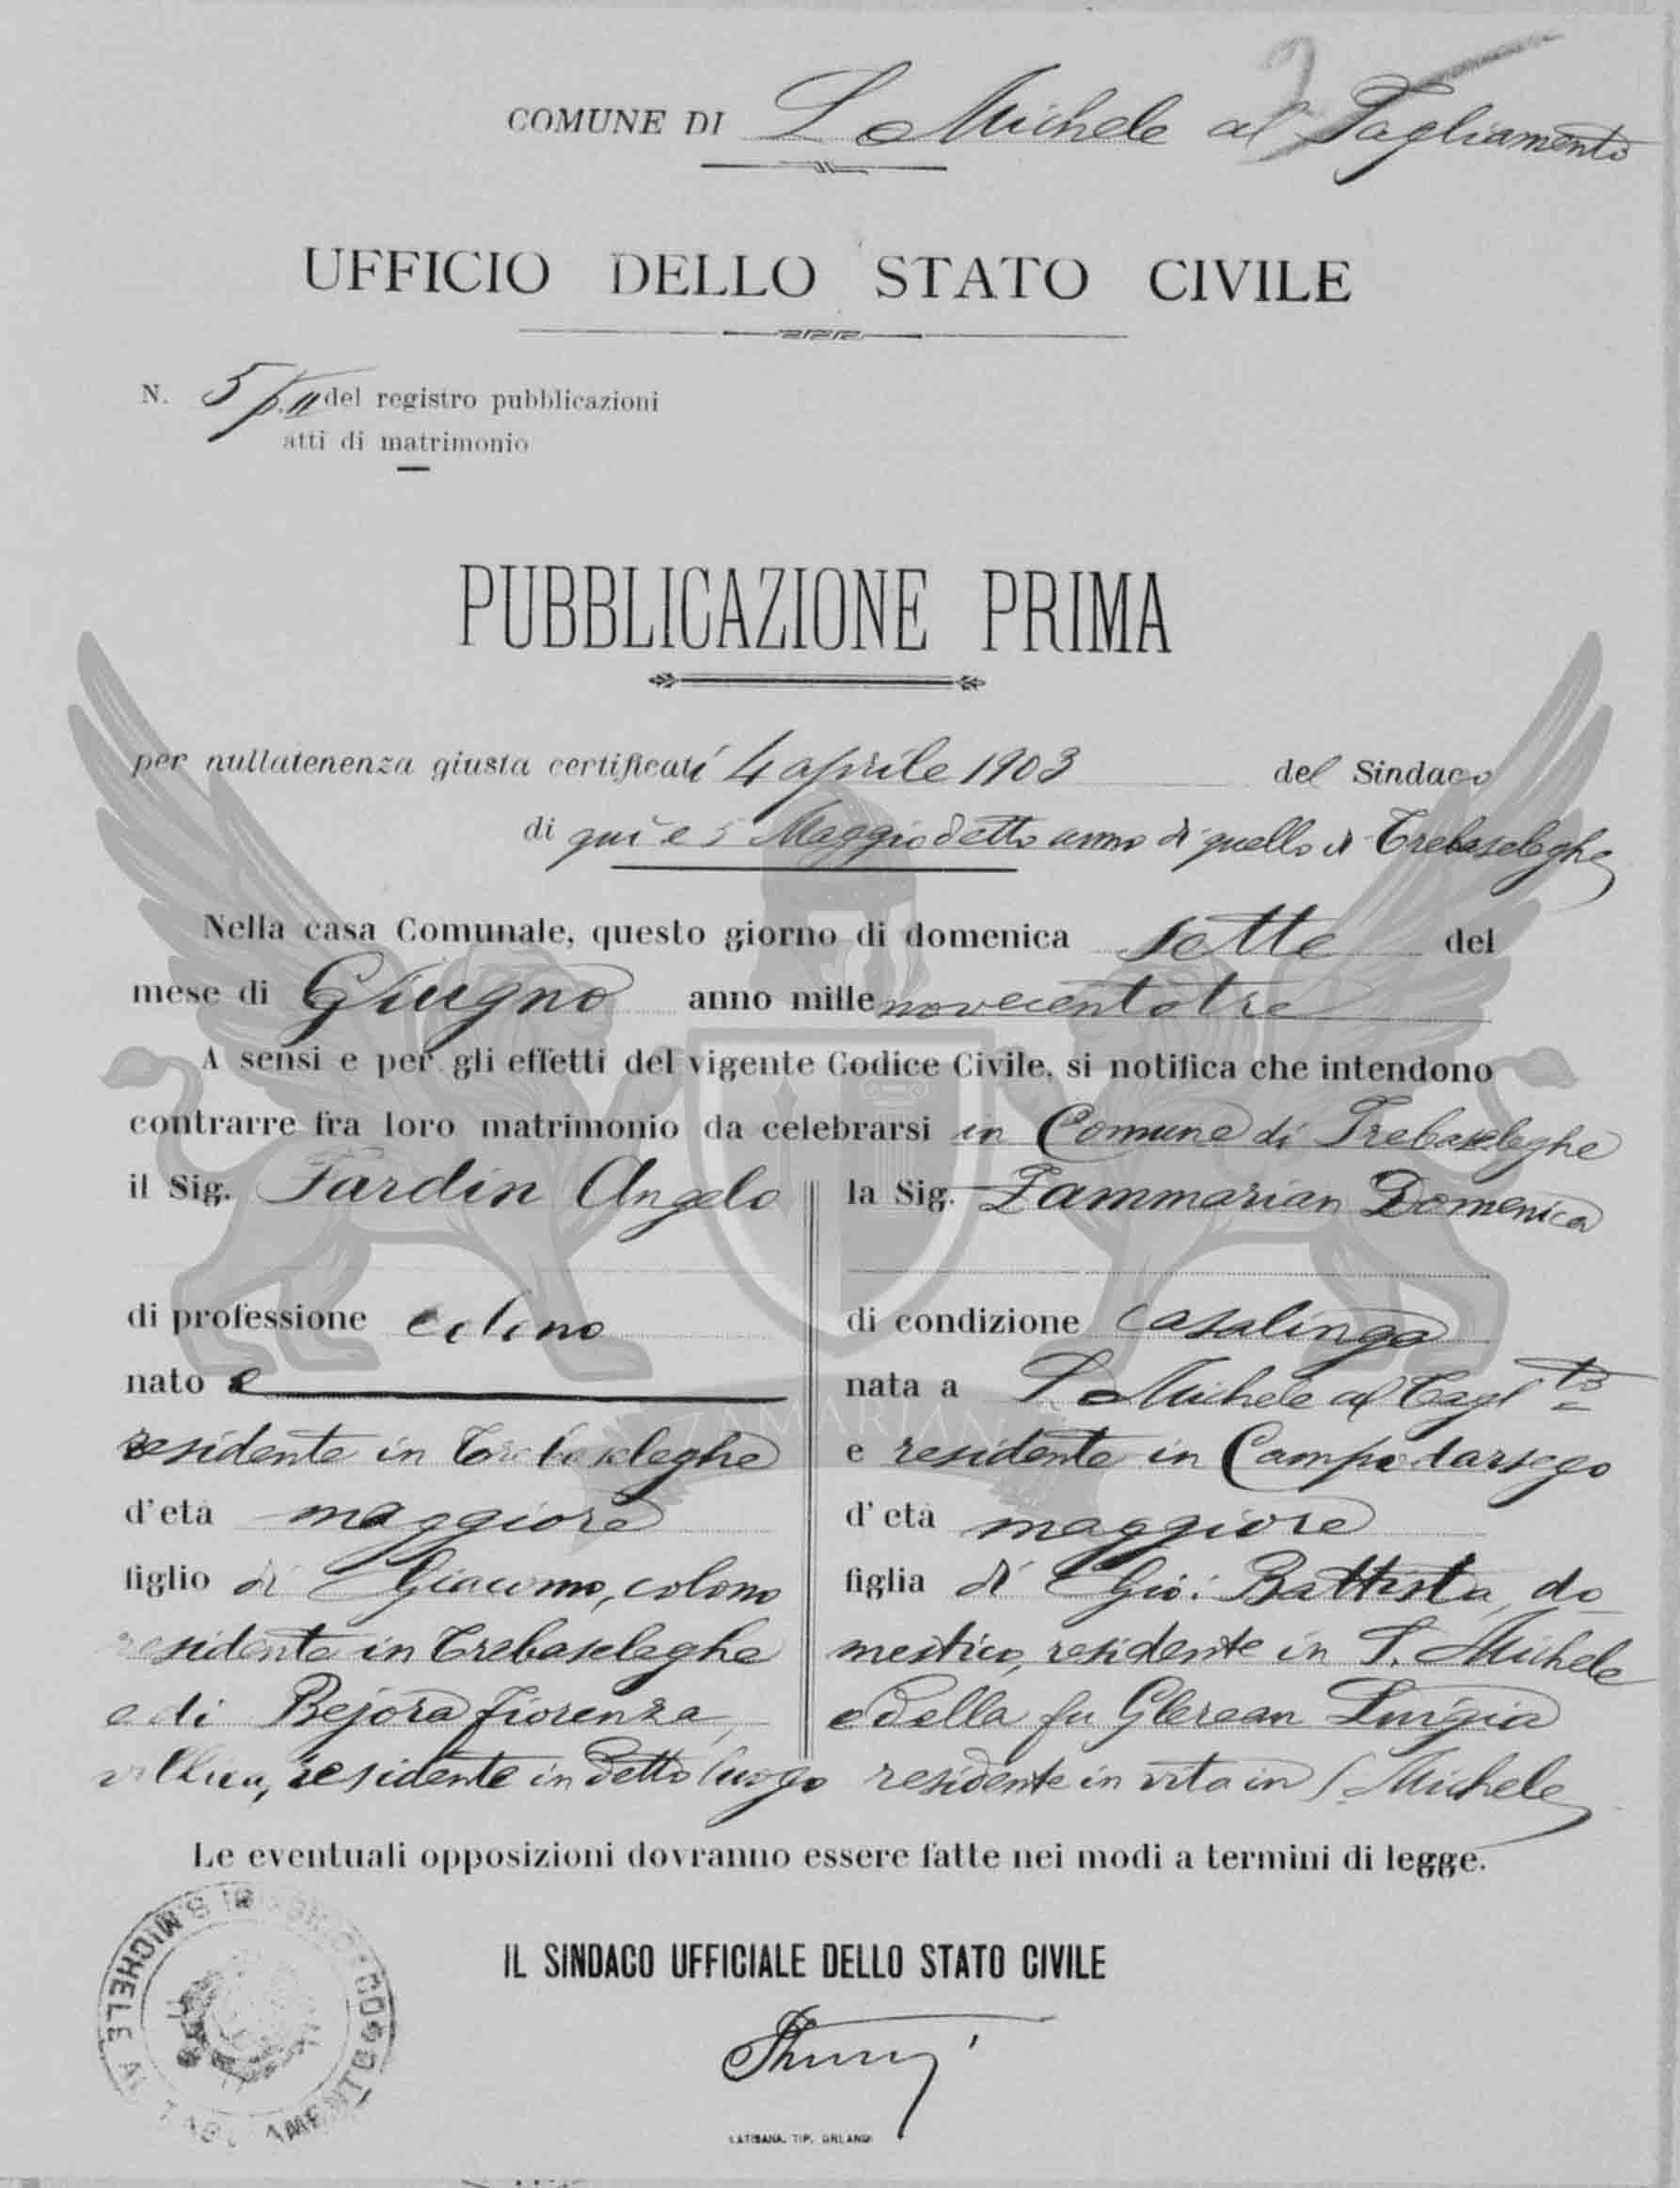 COMUNE DI S. Michele al Tagliamento
UFFICIO DELLO STATO CIVILE
N. 5 p. II del registro pubblicazioni
atti di matrimonio
PUBBLICAZIONE PRIMA
per nullatenenza giusta certificati 4 aprile 1903 del Sindaco
di qui e 5 Maggio detto anno di quello di Trebaseleghe
Nella casa Comunale, questo giorno di domenica sette del
mese di Giugno anno mille novecentotre
A sensi e per gli effetti del vigente Codice Civile, si notifica che intendono
contrarre fra loro matrimonio da celebrarsi in Comune di Trebaseleghe
il Sig. Tardin Angelo
di professione colono
nato e
residente in Trebaseleghe
d'età maggiore
figlio di Giacomo, colono
residente in Trebaseleghe
e di Bejora Fiorenza,
villica, residente in detto luogo
la Sig. Zammarian Domenica
di condizione casalinga
nata a S. Michele al Tagl.to
e residente in Campodarsego
d'età maggiore
figlia di Gio: Battista, do
mestico, residente in S. Michele
e della fu Glerean Luigia
residente in vita in S. Michele
Le eventuali opposizioni dovranno essere fatte nei modi a termini di legge.
IL SINDACO UFFICIALE DELLO STATO CIVILE
LATISANA. TIP. ORLANDI
ZAMARIAN